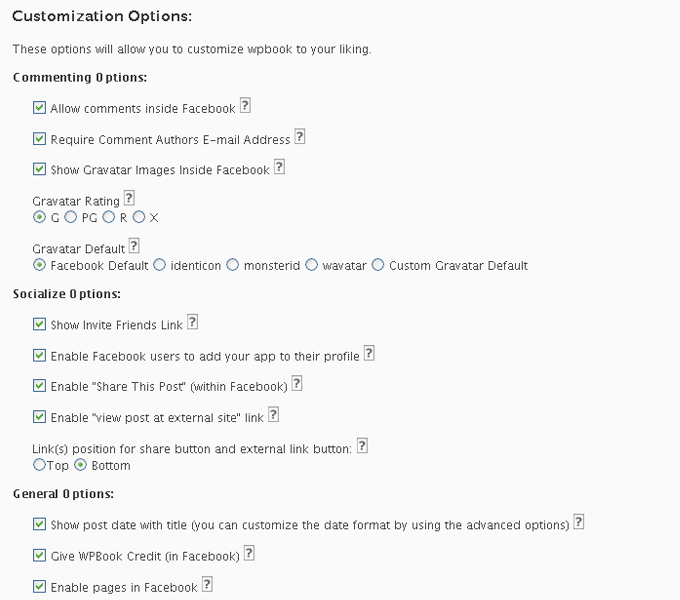 Customization Options:
These options will allow you to customize wpbook to your liking.
Commenting Options:
Allow comments inside Facebook ?
Require Comment Authors E-mail Address ?
Show Gravatar Images Inside Facebook ?
Gravatar Rating ?
G PG R X
Gravatar Default ?
Facebook Default identicon monsterid wavatar Custom Gravatar Default
Socialize Options:
Show Invite Friends Link ?
Enable Facebook users to add your app to their profile ?
Enable "Share This Post" (within Facebook) ?
Enable "view post at external site" link ?
Link(s) position for share button and external link button: ?
Top Bottom
General Options:
Show post date with title (you can customize the date format by using the advanced options) ?
Give WPBook Credit (in Facebook) ?
Enable pages in Facebook ?